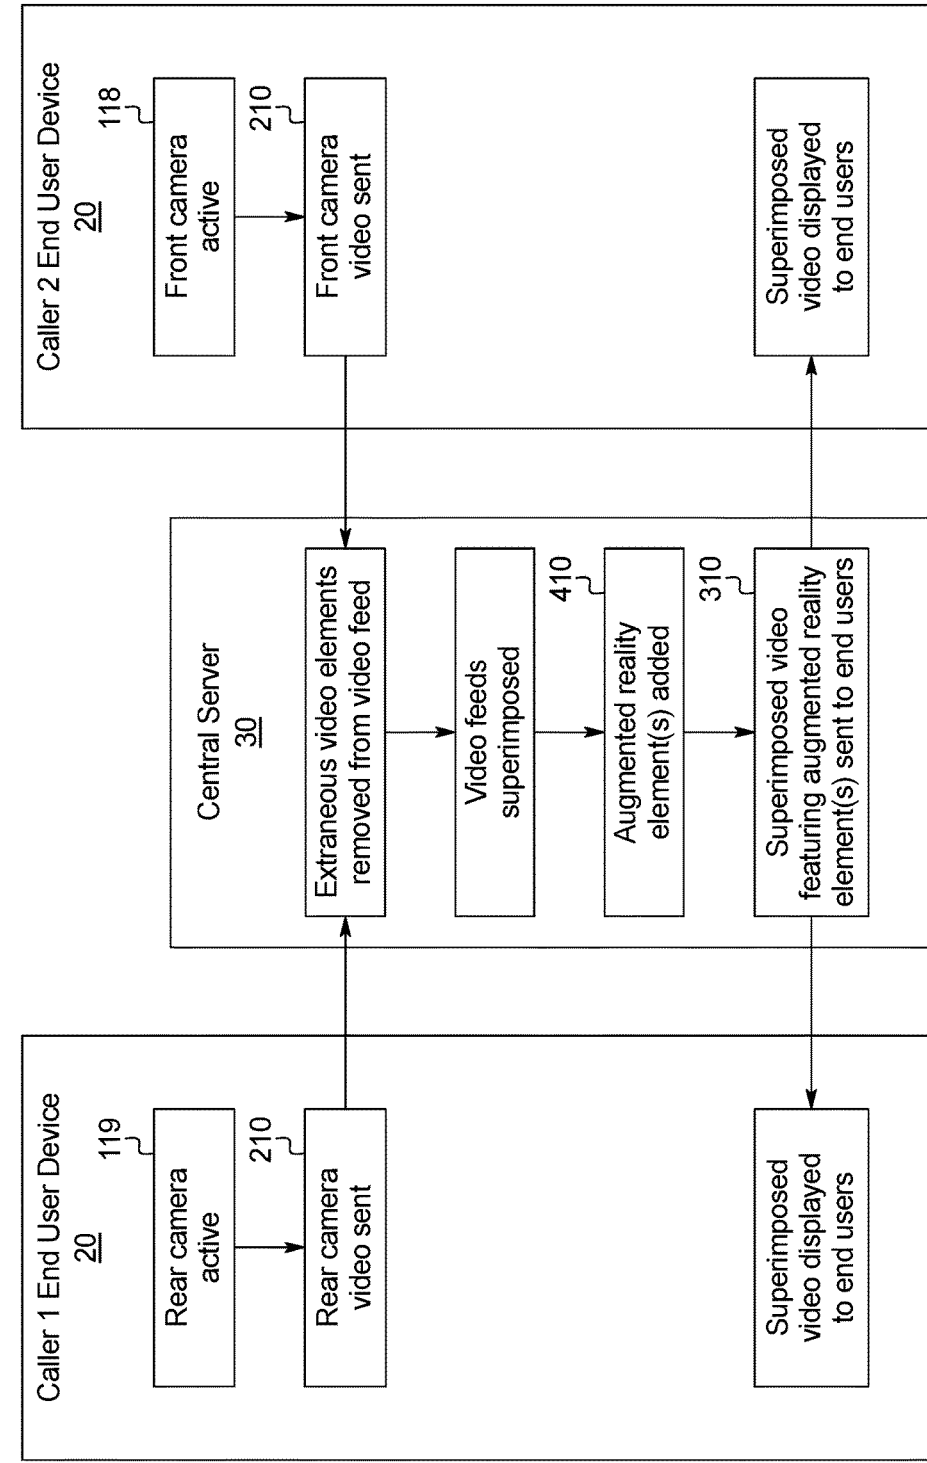 Caller 1 End User Device
20
119
Rear camera
active
210
Rear camera
video sent
Superimposed
video displayed
to end users
Central Server
30
Extraneous video elements
removed from video feed
Video feeds
superimposed
410
Augmented reality
element(s) added
310
Superimposed video
featuring augmented reality
element(s) sent to end users
Caller 2 End User Device
20
118
Front camera
active
210
Front camera
video sent
Superimposed
video displayed
to end users